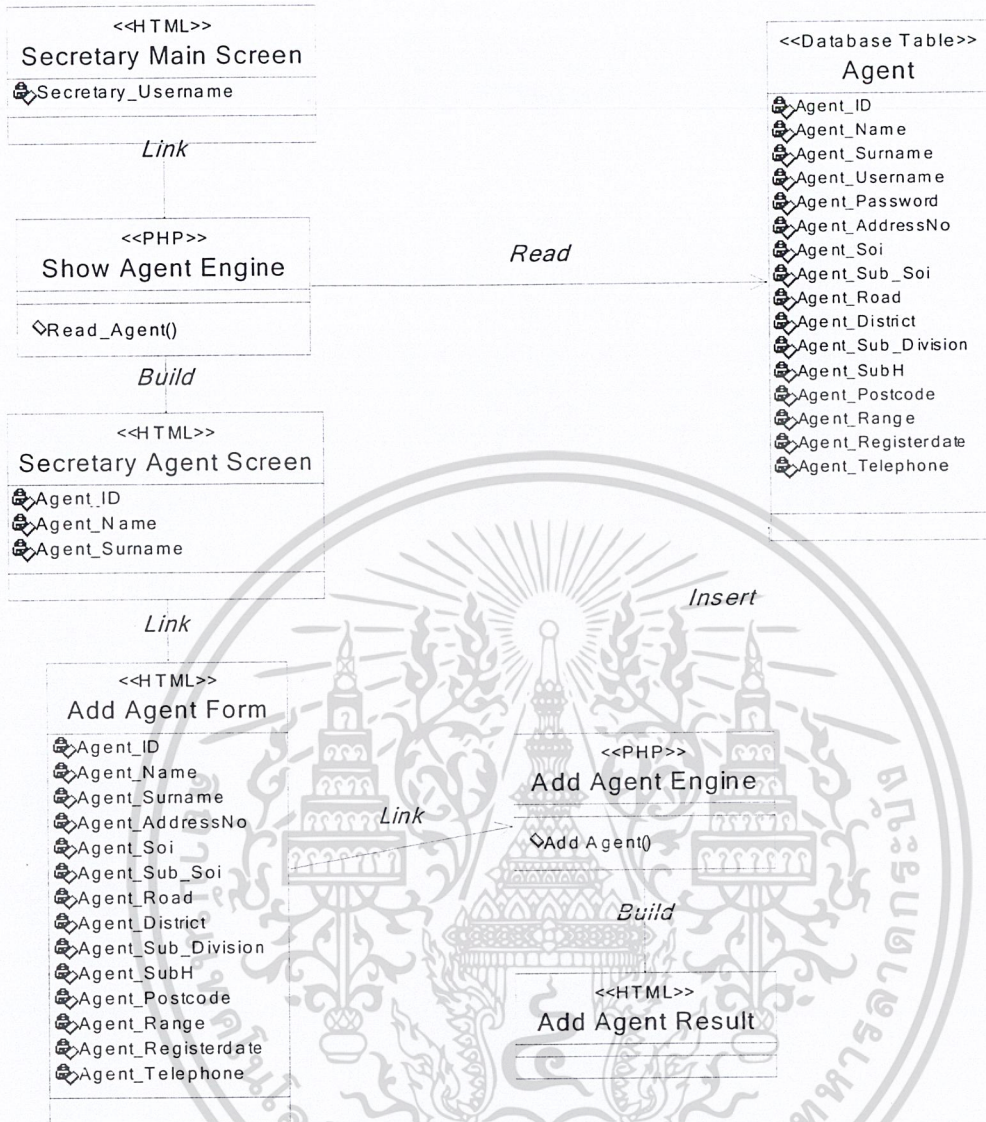 <<HTML>>
Secretary Main Screen
Secretary_Username
Link
<<PHP>>
Show Agent Engine
Read_Agent()
Build
<<HTML>>
Secretary Agent Screen
Agent_ID
Agent_Name
Agent_Surname
Link
<<HTML>>
Add Agent Form
Agent_ID
Agent_Name
Agent_Surname
Agent_AddressNo
Agent_Soi
Agent_Sub_Soi
Agent_Road
Agent_District
Agent_Sub_Division
Agent_SubH
Agent_Postcode
Agent_Range
Agent_Registerdate
Agent_Telephone
Read
<<Database Table>>
Agent
Agent_ID
Agent_Name
Agent_Surname
Agent_Username
Agent_Password
Agent_AddressNo
Agent_Soi
Agent_Sub_Soi
Agent_Road
Agent_District
Agent_Sub_Division
Agent_SubH
Agent_Postcode
Agent_Range
Agent_Registerdate
Agent_Telephone
Insert
Link
<<PHP>>
Add Agent Engine
Add Agent()
Build
<<HTML>>
Add Agent Result